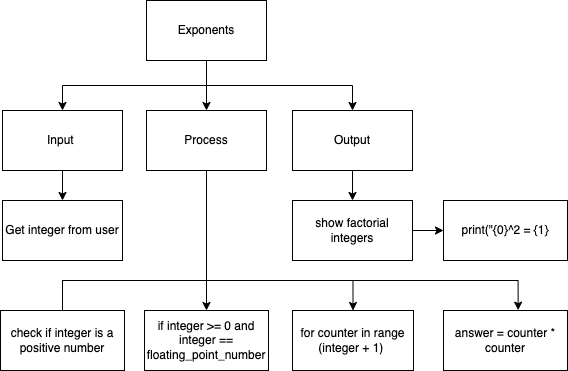 Exponents
Input
Process
Output
Get integer from user
show factorial
integers
print("{0}^2 = {1}
check if integer is a
positive number
if integer >= 0 and
integer ==
floating_point_number
for counter in range
(integer + 1)
answer = counter *
counter